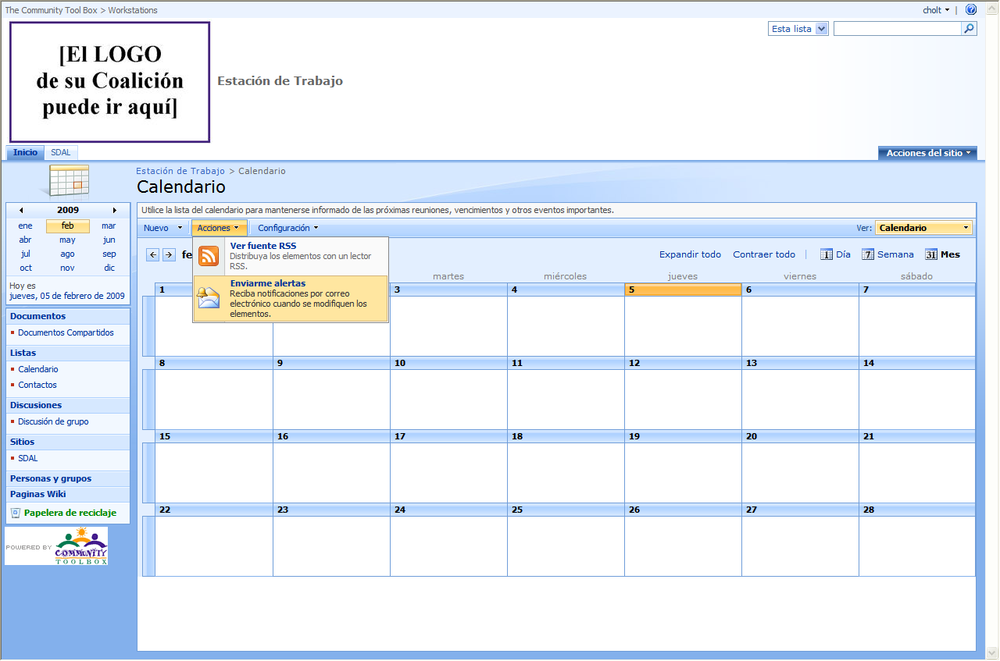 The Community Tool Box > Workstations
cholt
Esta lista
[El LOGO
de su Coalición
puede ir aquí]
Estación de Trabajo
Inicio
SDAL
Acciones del sitio
Estación de Trabajo > Calendario
Calendario
2009
ene feb mar
abr may jun
jul ago sep
oct nov dic
Hoy es
jueves, 05 de febrero de 2009
Documentos
Documentos Compartidos
Listas
Calendario
Contactos
Discusiones
Discusión de grupo
Sitios
SDAL
Personas y grupos
Paginas Wiki
Papelera de reciclaje
POWERED BY
COMMUNITY
TOOLBOX
Utilice la lista del calendario para mantenerse informado de las próximas reuniones, vencimientos y otros eventos importantes.
Nuevo Acciones Configuración
Ver: Calendario
Ver fuente RSS
Distribuya los elementos con un lector
RSS.
Enviarme alertas
Reciba notificaciones por correo
electrónico cuando se modifiquen los
elementos.
Expandir todo Contraer todo | 1 Día 7 Semana 31 Mes
martes miércoles jueves viernes sábado
1 3 4 5 6 7
8 9 10 11 12 13 14
15 16 17 18 19 20 21
22 23 24 25 26 27 28